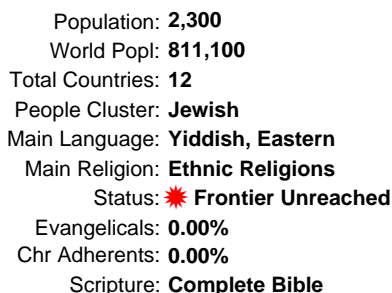 Population: 2,300
World Popl: 811,100
Total Countries: 12
People Cluster: Jewish
Main Language: Yiddish, Eastern
Main Religion: Ethnic Religions
Status: Frontier Unreached
Evangelicals: 0.00%
Chr Adherents: 0.00%
Scripture: Complete Bible